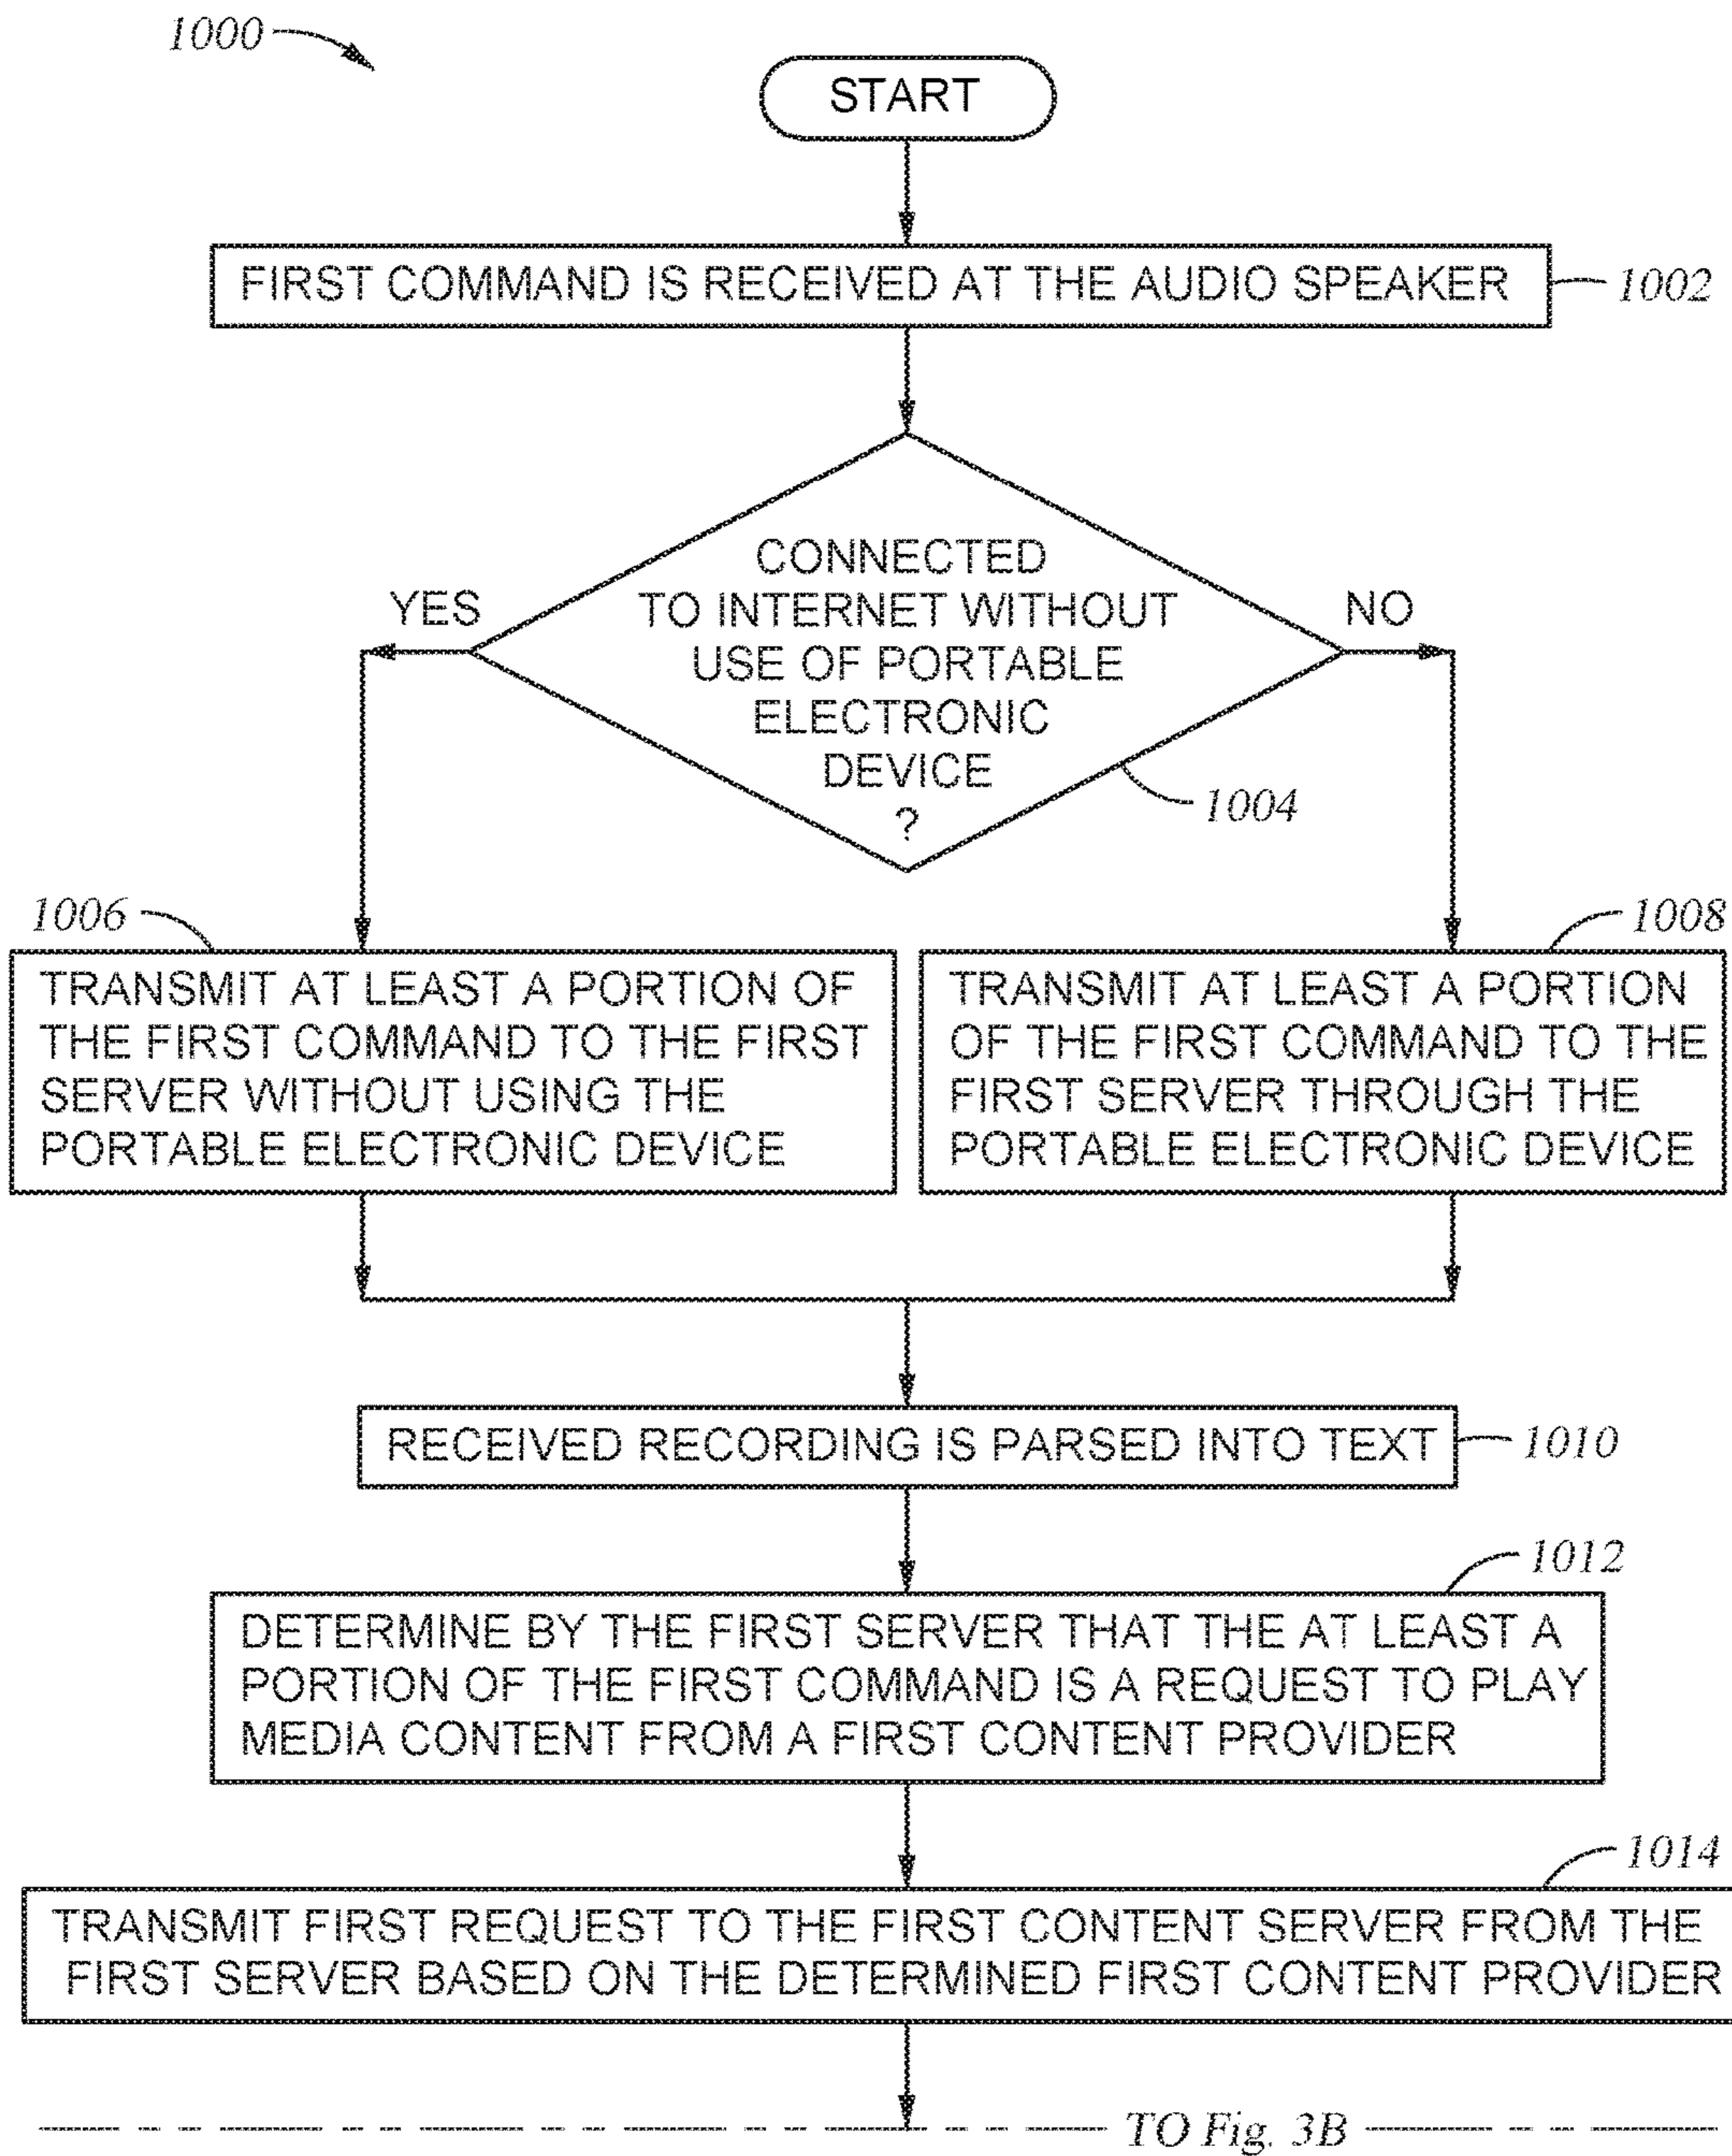 1000
START
FIRST COMMAND IS RECEIVED AT THE AUDIO SPEAKER
1002
CONNECTED
TO INTERNET WITHOUT
USE OF PORTABLE
ELECTRONIC
DEVICE
?
YES
NO
1004
1006
TRANSMIT AT LEAST A PORTION OF
THE FIRST COMMAND TO THE FIRST
SERVER WITHOUT USING THE
PORTABLE ELECTRONIC DEVICE
1008
TRANSMIT AT LEAST A PORTION
OF THE FIRST COMMAND TO THE
FIRST SERVER THROUGH THE
PORTABLE ELECTRONIC DEVICE
RECEIVED RECORDING IS PARSED INTO TEXT
1010
1012
DETERMINE BY THE FIRST SERVER THAT THE AT LEAST A
PORTION OF THE FIRST COMMAND IS A REQUEST TO PLAY
MEDIA CONTENT FROM A FIRST CONTENT PROVIDER
1014
TRANSMIT FIRST REQUEST TO THE FIRST CONTENT SERVER FROM THE
FIRST SERVER BASED ON THE DETERMINED FIRST CONTENT PROVIDER
TO Fig. 3B